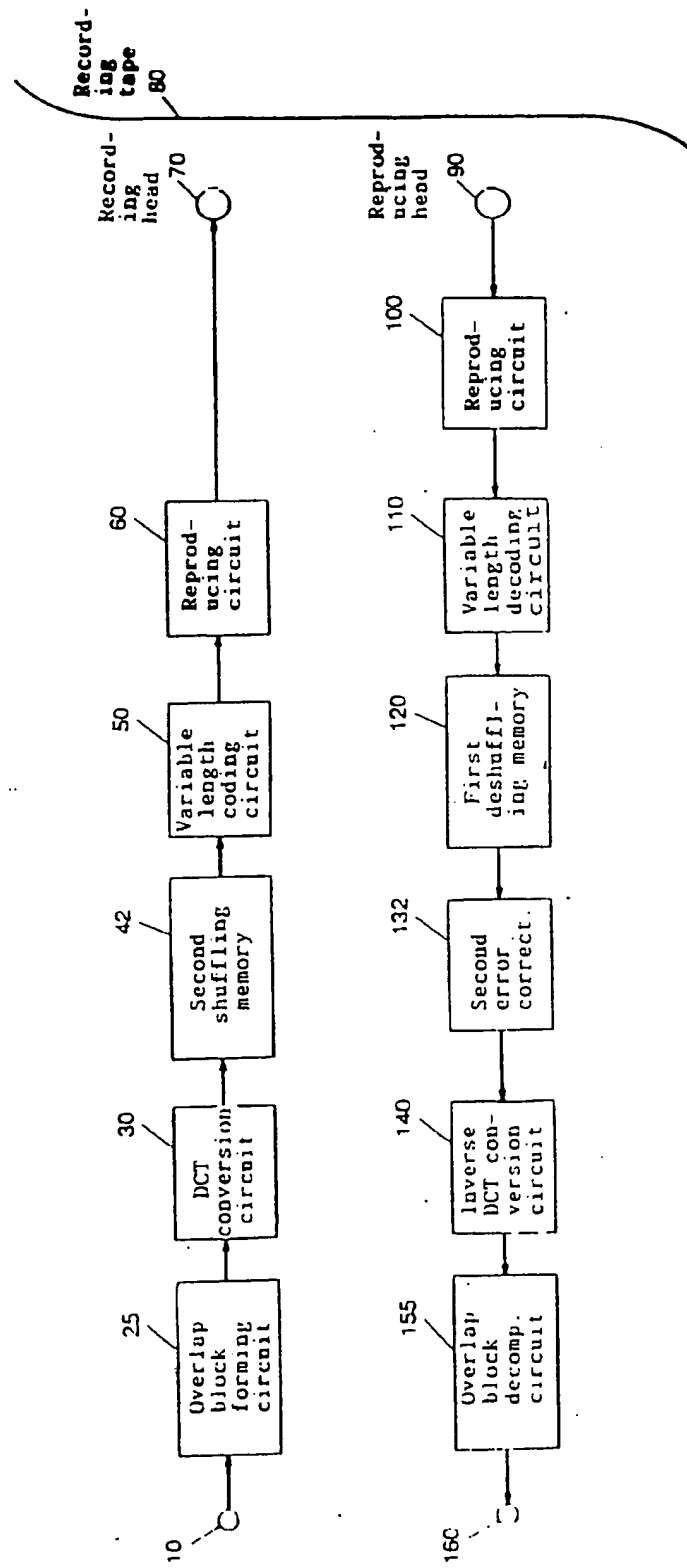 10
25
Overlap
block
forming
circuit
30
DCT
conversion
circuit
42
Second
shuffling
memory
50
Variable
length
coding
circuit
60
Reprod-
ucing
circuit
Record-
ing
head
70
Record-
ing
tape
80
160
155
Overlap
block
decomp.
circuit
140
Inverse
DCT con-
version
circuit
132
Second
error
correct.
120
First
deshuffl-
ing memory
110
Variable
length
decoding
circuit
100
Reprod-
ucing
circuit
Reprod-
ucing
head
90